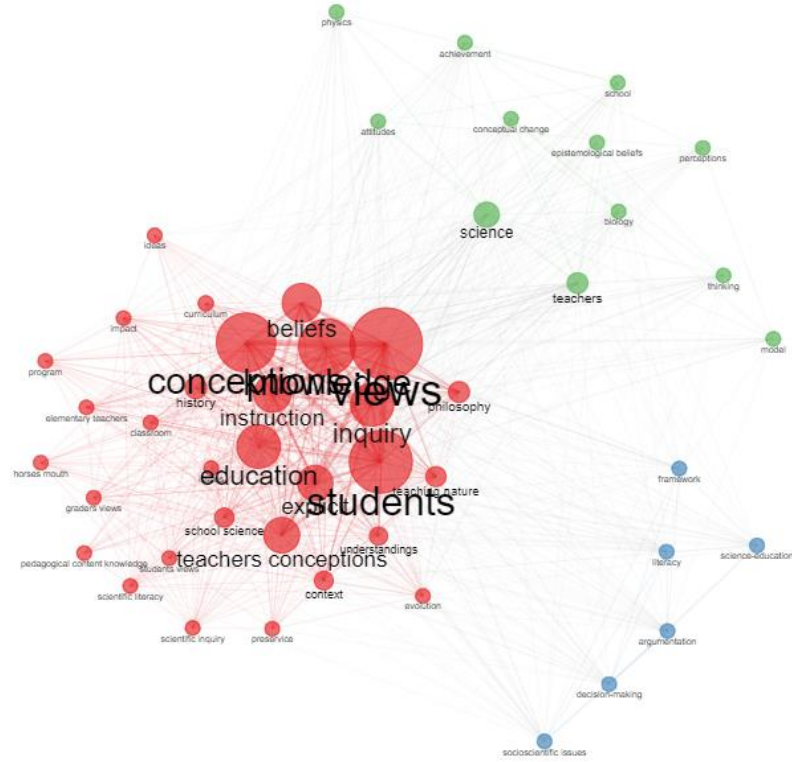 physics
achievement
school
attitudes
conceptual change
epistemological beliefs
perceptions
biology
science
ideas
thinking
teachers
curriculum
beliefs
impact
model
program
conceptions
knowledge
views
history
philosophy
elementary teachers
instruction
classroom
inquiry
horses mouth
education
framework
teaching nature
graders views
explicit
students
school science
understandings
science-education
literacy
pedagogical content knowledge
students views
teachers conceptions
scientific literacy
context
evolution
scientific inquiry
preservice
argumentation
decision-making
socioscientific issues